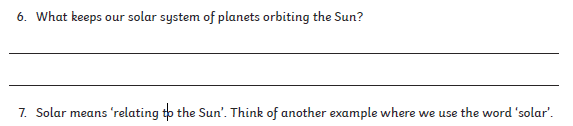 6. What keeps our solar system of planets orbiting the Sun?
7. Solar means ‘relating to the Sun’. Think of another example where we use the word ‘solar’.